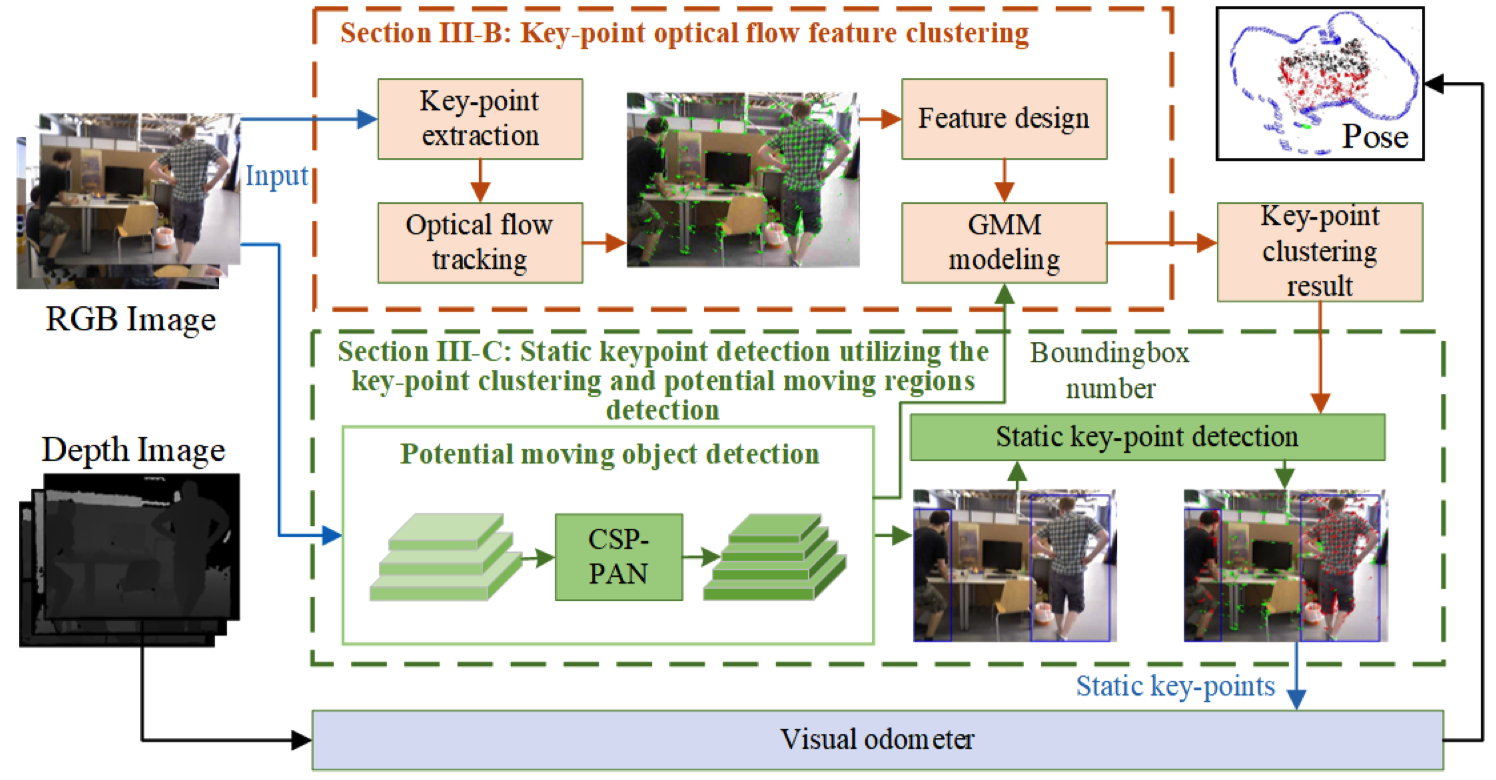 Section III-B: Key-point optical flow feature clustering
Key-point
extraction
Feature design
Pose
Input
Optical flow
tracking
GMM
modeling
Key-point
clustering
result
RGB Image
Section III-C: Static keypoint detection utilizing the
key-point clustering and potential moving regions
detection
Boundingbox
number
Depth Image
Potential moving object detection
Static key-point detection
CSP-
PAN
Static key-points
Visual odometer